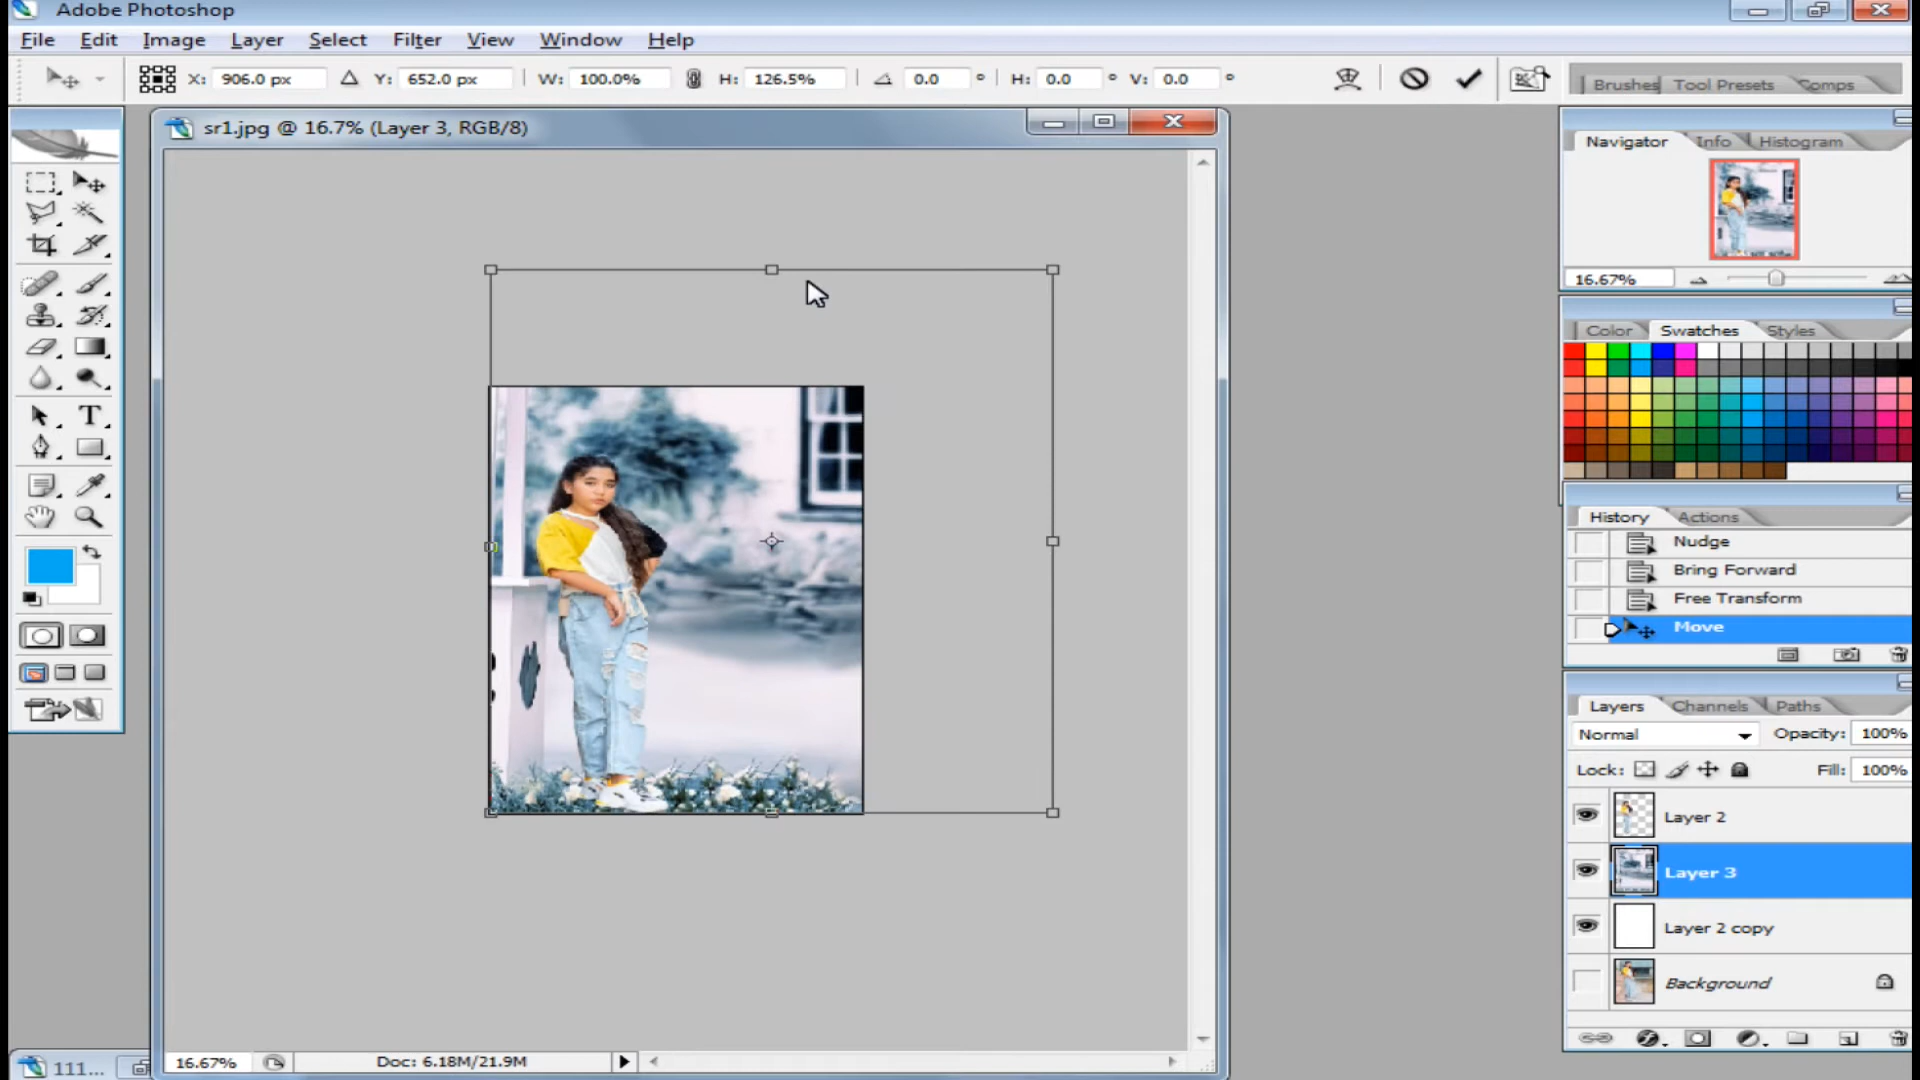 Adobe Photoshop
File Edit Image Layer Select Filter View Window Help
X: 906.0 px Y: 652.0 px W: 100.0% H: 126.5% 0.0 ° H: 0.0 ° V: 0.0 °
Brushes Tool Presets Comps
sr1.jpg @ 16.7% (Layer 3, RGB/8)
Navigator Info Histogram
16.67%
Color Swatches Styles
History Actions
Nudge
Bring Forward
Free Transform
Move
Layers Channels Paths
Normal Opacity: 100%
Lock: Fill: 100%
Layer 2
Layer 3
Layer 2 copy
Background
T
16.67% Doc: 6.18M/21.9M
111...